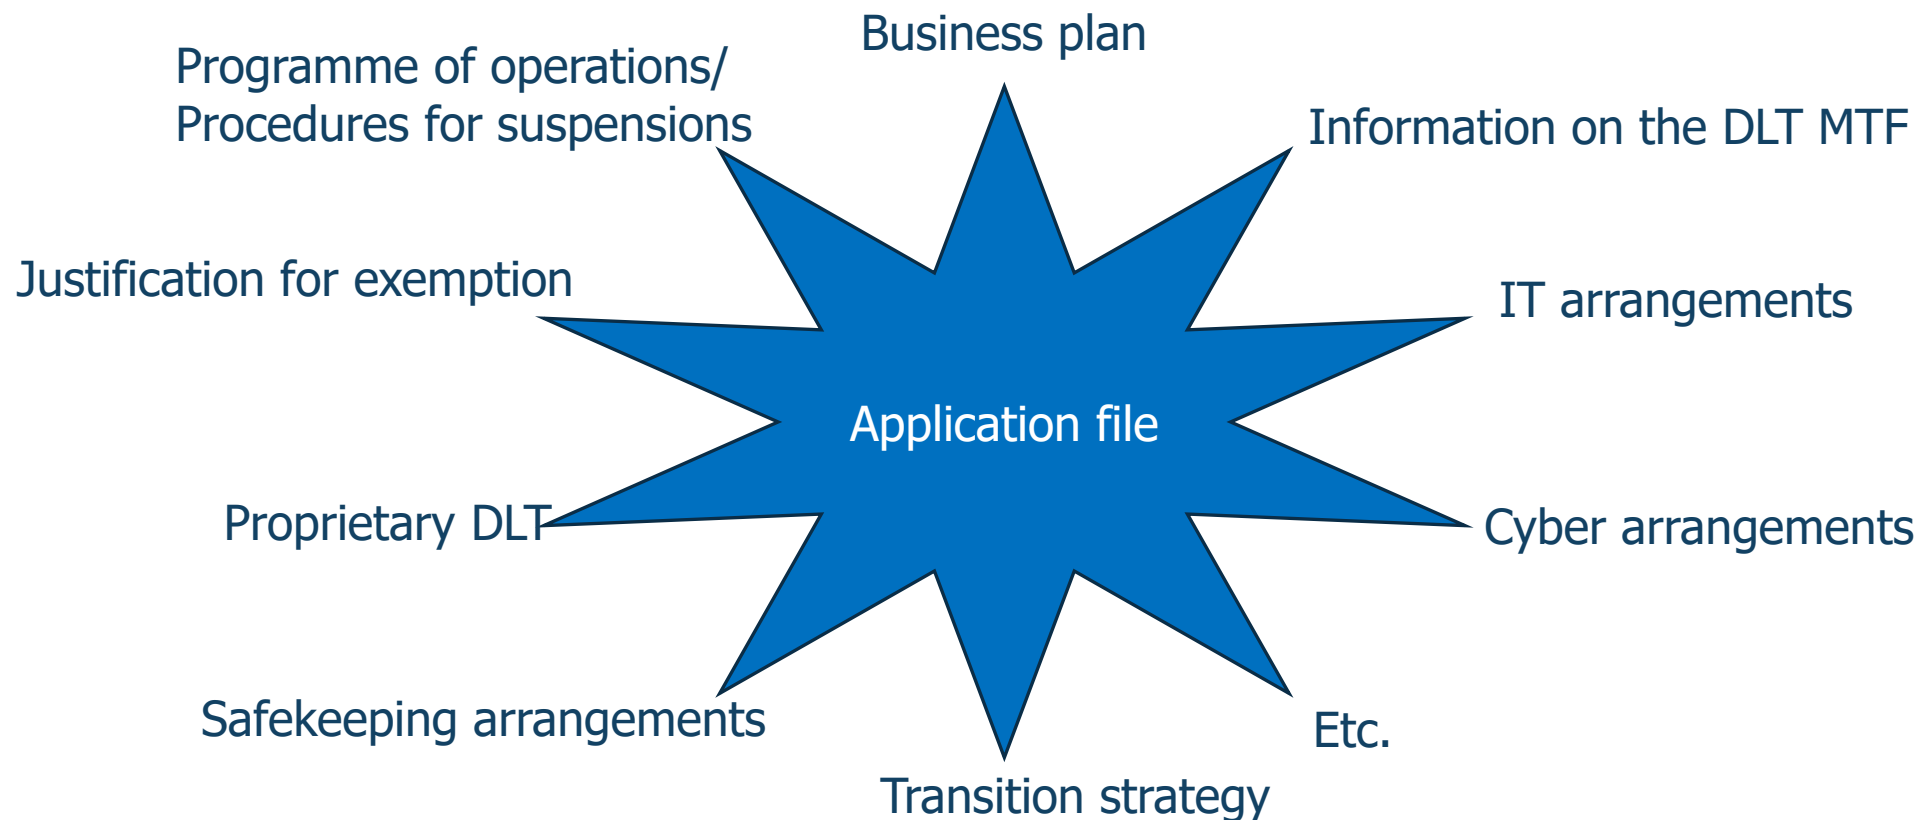 Business plan
Programme of operations/
Procedures for suspensions
Information on the DLT MTF
Justification for exemption
IT arrangements
Application file
Proprietary DLT
Cyber arrangements
Safekeeping arrangements
Etc.
Transition strategy